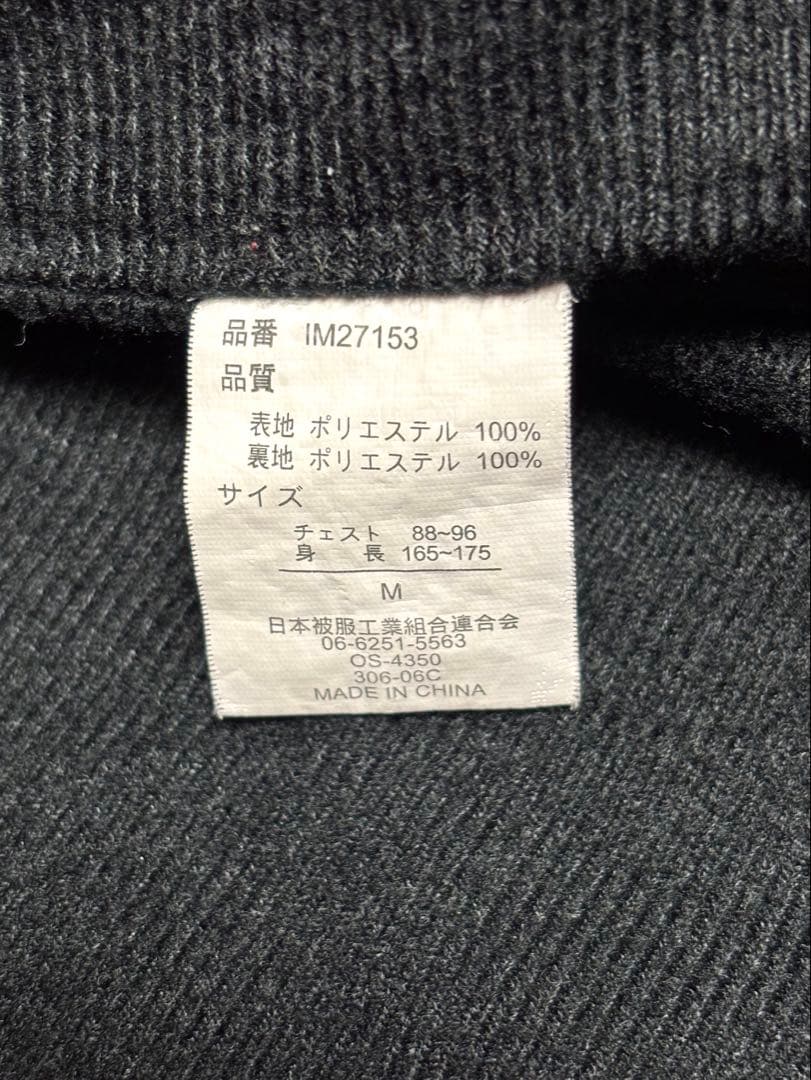 品番 IM27153
品質
表地 ポリエステル 100%
裏地 ポリエステル 100%
サイズ
チェスト 88~96
身 長 165~175
M
日本被服工業組合連合会
06-6251-5563
OS-4350
306-06C
MADE IN CHINA